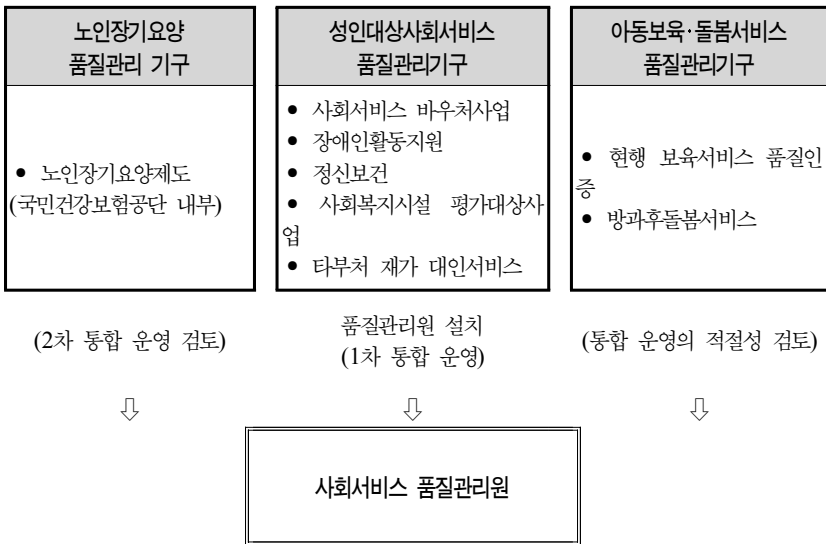 노인장기요양
품질관리 기구
• 노인장기요양제도
(국민건강보험공단 내부)
(2차 통합 운영 검토)
⇩
성인대상사회서비스
품질관리기구
• 사회서비스 바우처사업
• 장애인활동지원
• 정신보건
• 사회복지시설 평가대상사
업
• 타부처 재가 대인서비스
품질관리원 설치
(1차 통합 운영)
⇩
아동보육·돌봄서비스
품질관리기구
• 현행 보육서비스 품질인
증
• 방과후돌봄서비스
(통합 운영의 적절성 검토)
⇩
사회서비스 품질관리원